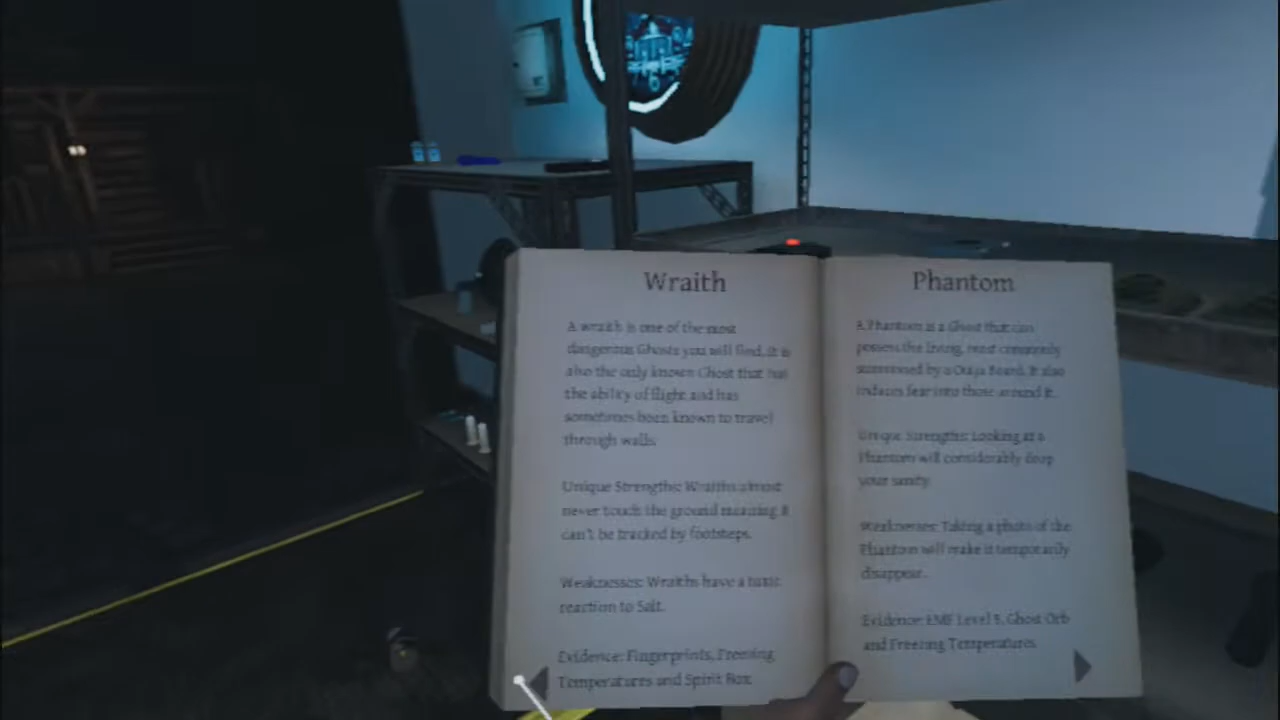 Wraith
A wraith is one of the most
dangerous Ghosts you will find. It is
also the only known Ghost that has
the ability of flight and has
sometimes been known to travel
through walls.
Unique Strengths: Wraiths almost
never touch the ground meaning it
can't be tracked by footsteps.
Weaknesses: Wraiths have a toxic
reaction to Salt.
Evidence: Fingerprints, Freezing
Temperatures and Spirit Box.
Phantom
A Phantom is a Ghost that can
possess the living, most commonly
summoned by a Ouija Board. It also
induces fear into those around it.
Unique Strengths: Looking at a
Phantom will considerably drop
your sanity.
Weaknesses: Taking a photo of the
Phantom will make it temporarily
disappear.
Evidence: EMF Level 5, Ghost Orb
and Freezing Temperatures.